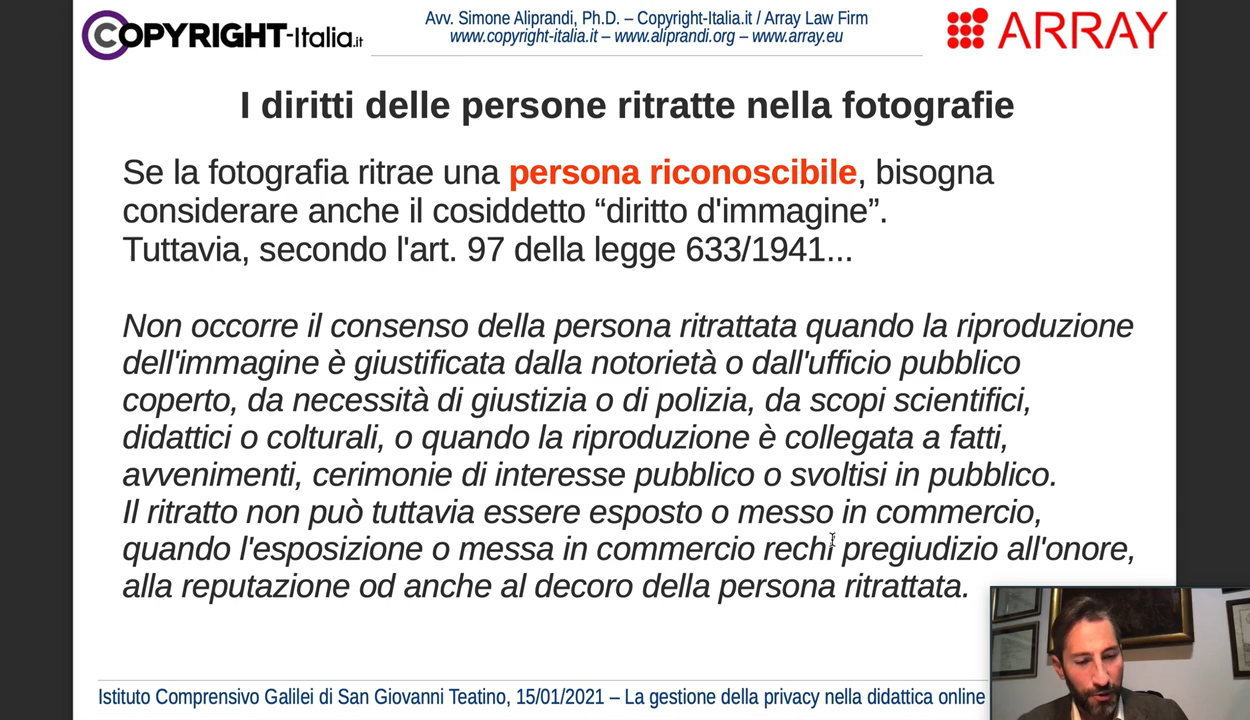 COPYRIGHT-Italia.it
Avv. Simone Aliprandi, Ph.D. – Copyright-Italia.it / Array Law Firm
www.copyright-italia.it – www.aliprandi.org – www.array.eu
ARRAY
I diritti delle persone ritratte nella fotografie
Se la fotografia ritrae una persona riconoscibile, bisogna
considerare anche il cosiddetto “diritto d'immagine”.
Tuttavia, secondo l'art. 97 della legge 633/1941...
Non occorre il consenso della persona ritrattata quando la riproduzione
dell'immagine è giustificata dalla notorietà o dall'ufficio pubblico
coperto, da necessità di giustizia o di polizia, da scopi scientifici,
didattici o colturali, o quando la riproduzione è collegata a fatti,
avvenimenti, cerimonie di interesse pubblico o svoltisi in pubblico.
Il ritratto non può tuttavia essere esposto o messo in commercio,
quando l'esposizione o messa in commercio rechi pregiudizio all'onore,
alla reputazione od anche al decoro della persona ritrattata.
Istituto Comprensivo Galilei di San Giovanni Teatino, 15/01/2021 – La gestione della privacy nella didattica online